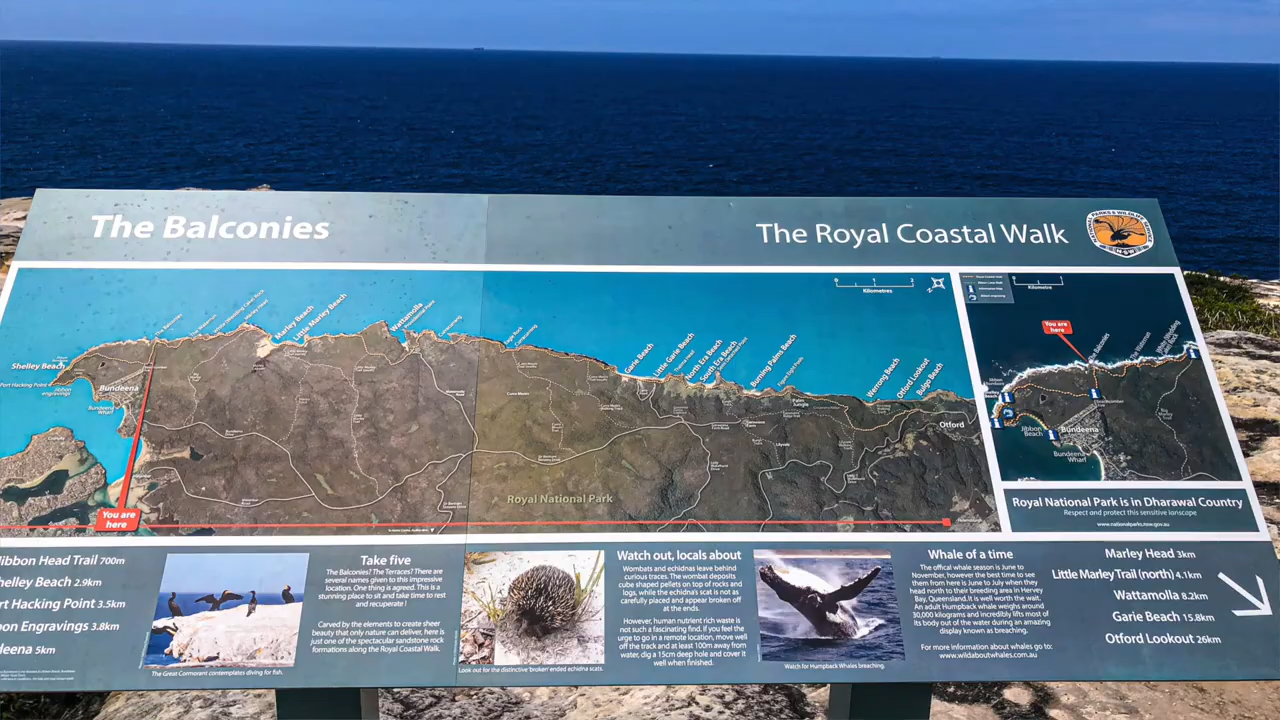 The Balconies
The Royal Coastal Walk
Kilometres
Kilometre
You are
here
Shelley Beach
Port Hacking Point
Jibbon
engravings
Bundeena
Bundeena
Wharf
Marley Beach
Little Marley Beach
Wattamolla
Garie Beach
Little Garie Beach
North Era Beach
South Era Beach
Burning Palms Beach
Werrong Beach
Otford Lookout
Bulgo Beach
Palm
Jungle
Otford
Royal National Park
You are
here
The Balconies
Jibbon
Beach
Bundeena
Bundeena
Wharf
Royal National Park is in Dharawal Country
Respect and protect this sensitive lanscape
www.nationalparks.nsw.gov.au
ibbon Head Trail 700m
helley Beach 2.9km
rt Hacking Point 3.5km
bon Engravings 3.8km
deena 5km
The Great Cormorant contemplates diving for fish.
Take five
The Balconies? The Terraces? There are
several names given to this impressive
location. One thing is agreed. This is a
stunning place to sit and take time to rest
and recuperate !
Carved by the elements to create sheer
beauty that only nature can deliver, here is
just one of the spectacular sandstone rock
formations along the Royal Coastal Walk.
Look out for the distinctive 'broken' ended echidna scats.
Watch out, locals about
Wombats and echidnas leave behind
curious traces. The wombat deposits
cube shaped pellets on top of rocks and
logs, while the echidna's scat is not as
carefully placed and appear broken off
at the ends.
However, human nutrient rich waste is
not such a fascinating find. If you feel the
urge to go in a remote location, move well
off the track and at least 100m away from
water, dig a 15cm deep hole and cover it
well when finished.
Watch for Humpback Whales breaching.
Whale of a time
The offical whale season is June to
November, however the best time to see
them from here is June to July when they
head north to their breeding area in Hervey
Bay, Queensland.It is well worth the wait.
An adult Humpback whale weighs around
30,000 kilograms and incredibly lifts most of
its body out of the water during an amazing
display known as breaching.
For more information about whales go to:
www.wildaboutwhales.com.au
Marley Head 3km
Little Marley Trail (north) 4.1km
Wattamolla 8.2km
Garie Beach 15.8km
Otford Lookout 26km